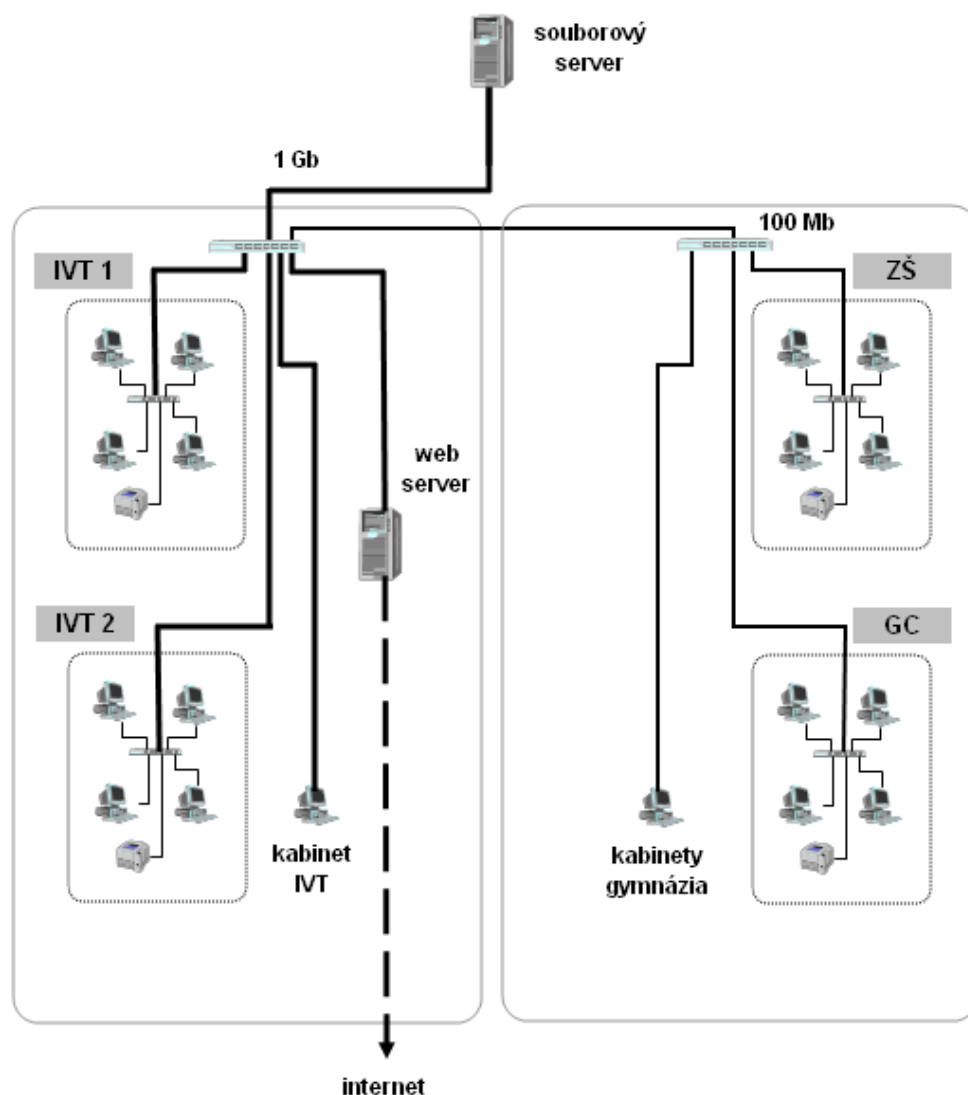 souborový
server
1 Gb
100 Mb
IVT 1
ZŠ
web
server
IVT 2
GC
kabinet
IVT
kabinety
gymnázia
internet